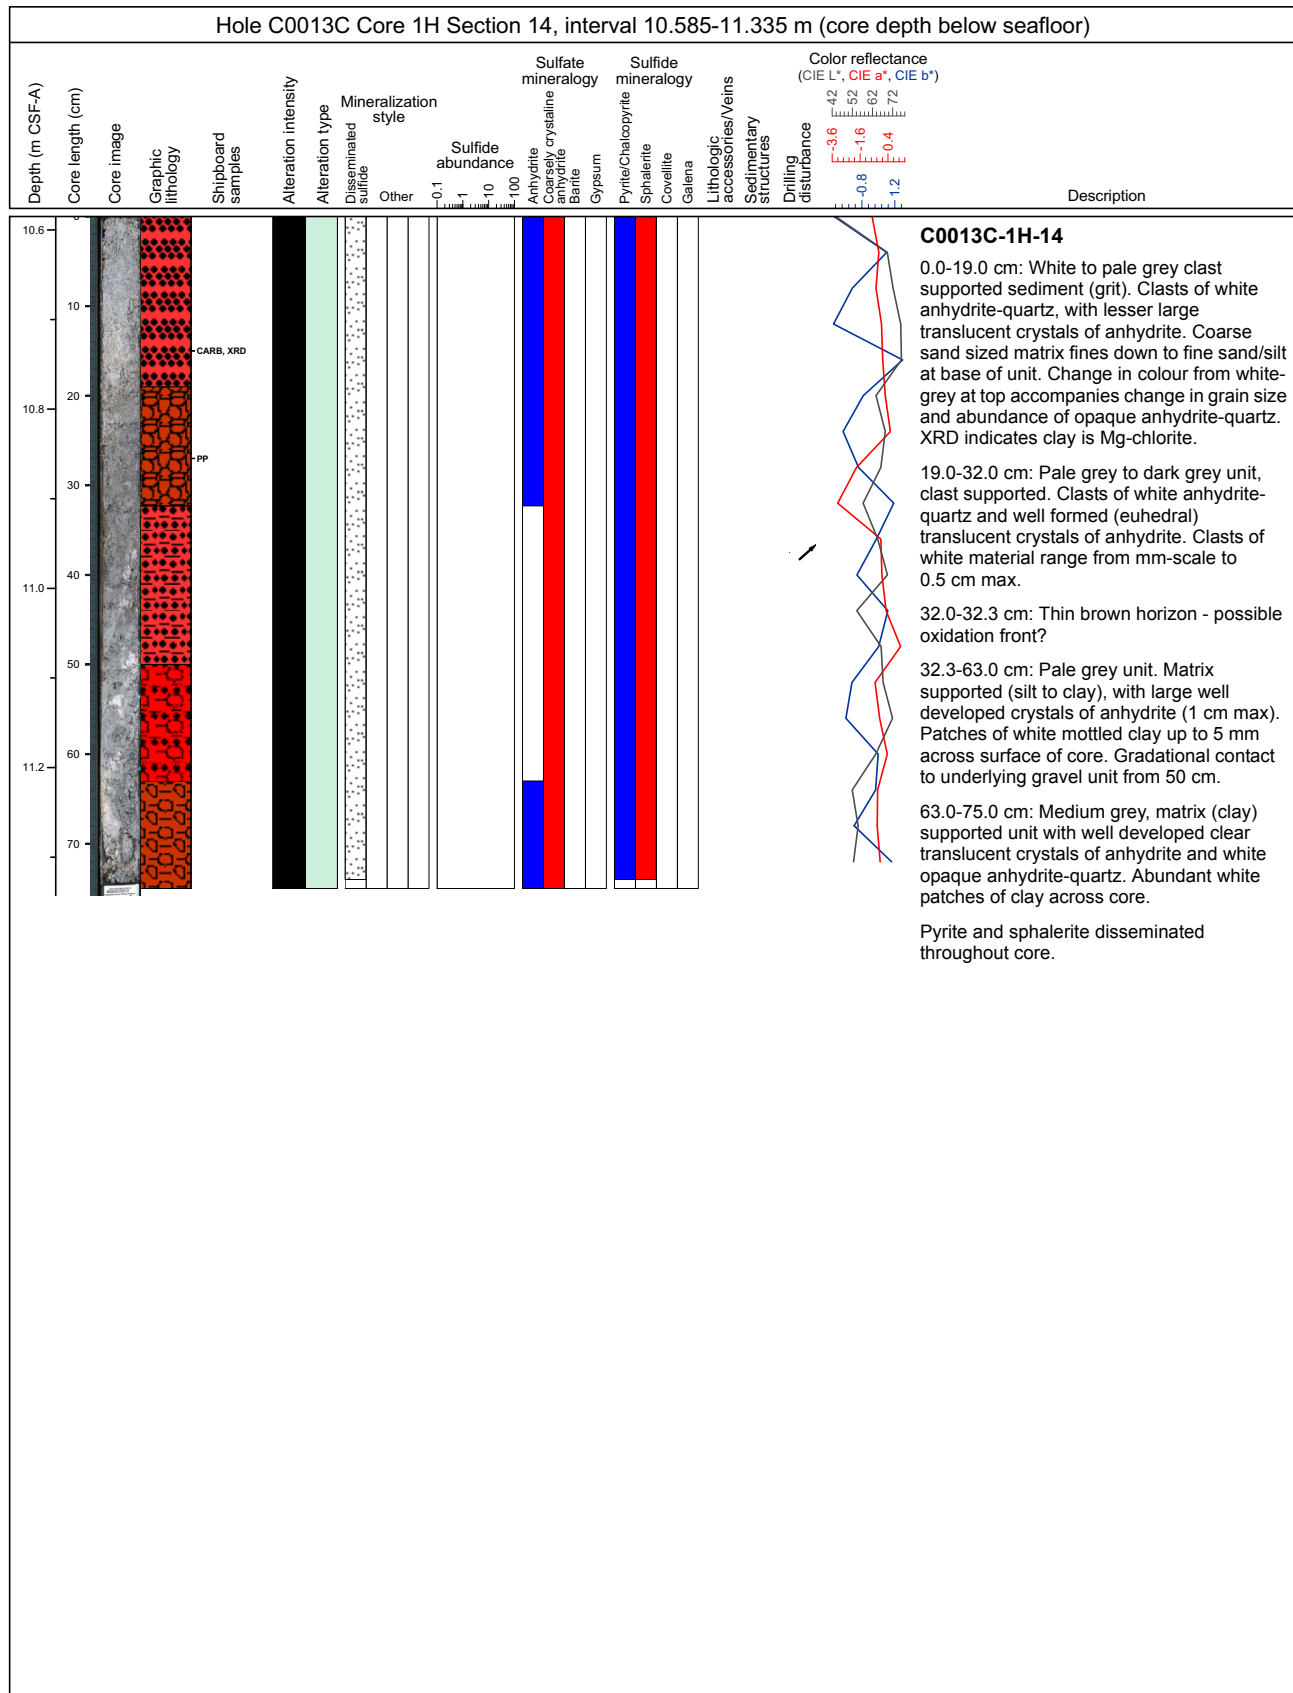 Hole C0013C Core 1H Section 14, interval 10.585-11.335 m (core depth below seafloor)
Depth (m CSF-A)
Core length (cm)
Core image
Graphic
lithology
Shipboard
samples
Alteration intensity
Alteration type
Mineralization
style
Disseminated
sulfide
Other
Sulfide
abundance
0.1
1
10
100
Sulfate
mineralogy
Anhydrite
Coarsely crystaline
anhydrite
Barite
Gypsum
Sulfide
mineralogy
Pyrite/Chalcopyrite
Sphalerite
Covellite
Galena
Lithologic
accessories/Veins
Sedimentary
structures
Drilling
disturbance
Color reflectance
(CIE L*, CIE a*, CIE b*)
42
52
62
72
-3.6
-1.6
0.4
-0.8
1.2
Description
10.6
10.8
11.0
11.2
0
10
20
30
40
50
60
70
CARB, XRD
PP
C0013C-1H-14
0.0-19.0 cm: White to pale grey clast
supported sediment (grit). Clasts of white
anhydrite-quartz, with lesser large
translucent crystals of anhydrite. Coarse
sand sized matrix fines down to fine sand/silt
at base of unit. Change in colour from white-
grey at top accompanies change in grain size
and abundance of opaque anhydrite-quartz.
XRD indicates clay is Mg-chlorite.
19.0-32.0 cm: Pale grey to dark grey unit,
clast supported. Clasts of white anhydrite-
quartz and well formed (euhedral)
translucent crystals of anhydrite. Clasts of
white material range from mm-scale to
0.5 cm max.
32.0-32.3 cm: Thin brown horizon - possible
oxidation front?
32.3-63.0 cm: Pale grey unit. Matrix
supported (silt to clay), with large well
developed crystals of anhydrite (1 cm max).
Patches of white mottled clay up to 5 mm
across surface of core. Gradational contact
to underlying gravel unit from 50 cm.
63.0-75.0 cm: Medium grey, matrix (clay)
supported unit with well developed clear
translucent crystals of anhydrite and white
opaque anhydrite-quartz. Abundant white
patches of clay across core.
Pyrite and sphalerite disseminated
throughout core.